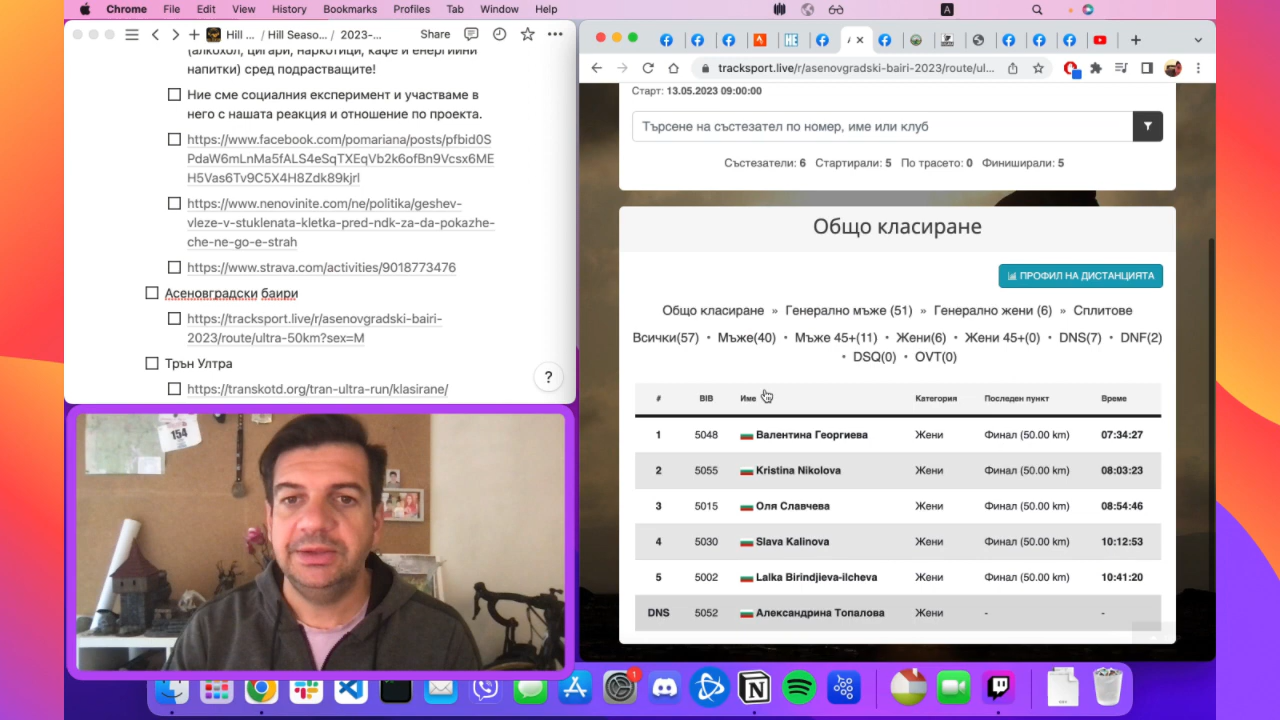 Chrome File Edit View History Bookmarks Profiles Tab Window Help
Hill ... / Hill Seaso... / 2023-... Share
(алкохол, цигари, наркотици, кафе и енергийни
напитки) сред подрастващите!
Ние сме социалния експеримент и участваме в
него с нашата реакция и отношение по проекта.
https://www.facebook.com/pomariana/posts/pfbid0S
PdaW6mLnMa5fALS4eSqTXEqVb2k6ofBn9Vcsx6ME
H5Vas6Tv9C5X4H8Zdk89kjrl
https://www.nenovinite.com/ne/politika/geshev-
vleze-v-stuklenata-kletka-pred-ndk-za-da-pokazhe-
che-ne-go-e-strah
https://www.strava.com/activities/9018773476
Асеновградски баири
https://tracksport.live/r/asenovgradski-bairi-
2023/route/ultra-50km?sex=M
Трън Ултра
https://transkotd.org/tran-ultra-run/klasirane/
?
154
tracksport.live/r/asenovgradski-bairi-2023/route/ul...
Старт: 13.05.2023 09:00:00
Търсене на състезател по номер, име или клуб
Състезатели: 6 Стартирали: 5 По трасето: 0 Финиширали: 5
Общо класиране
ПРОФИЛ НА ДИСТАНЦИЯТА
Общо класиране » Генерално мъже (51) » Генерално жени (6) » Сплитове
Всички(57) • Мъже(40) • Мъже 45+(11) • Жени(6) • Жени 45+(0) • DNS(7) • DNF(2)
• DSQ(0) • OVT(0)
# BIB Име Категория Последен пункт Време
1 5048 Валентина Георгиева Жени Финал (50.00 km) 07:34:27
2 5055 Kristina Nikolova Жени Финал (50.00 km) 08:03:23
3 5015 Оля Славчева Жени Финал (50.00 km) 08:54:46
4 5030 Slava Kalinova Жени Финал (50.00 km) 10:12:53
5 5002 Lalka Birindjieva-ilcheva Жени Финал (50.00 km) 10:41:20
DNS 5052 Александрина Топалова Жени - -